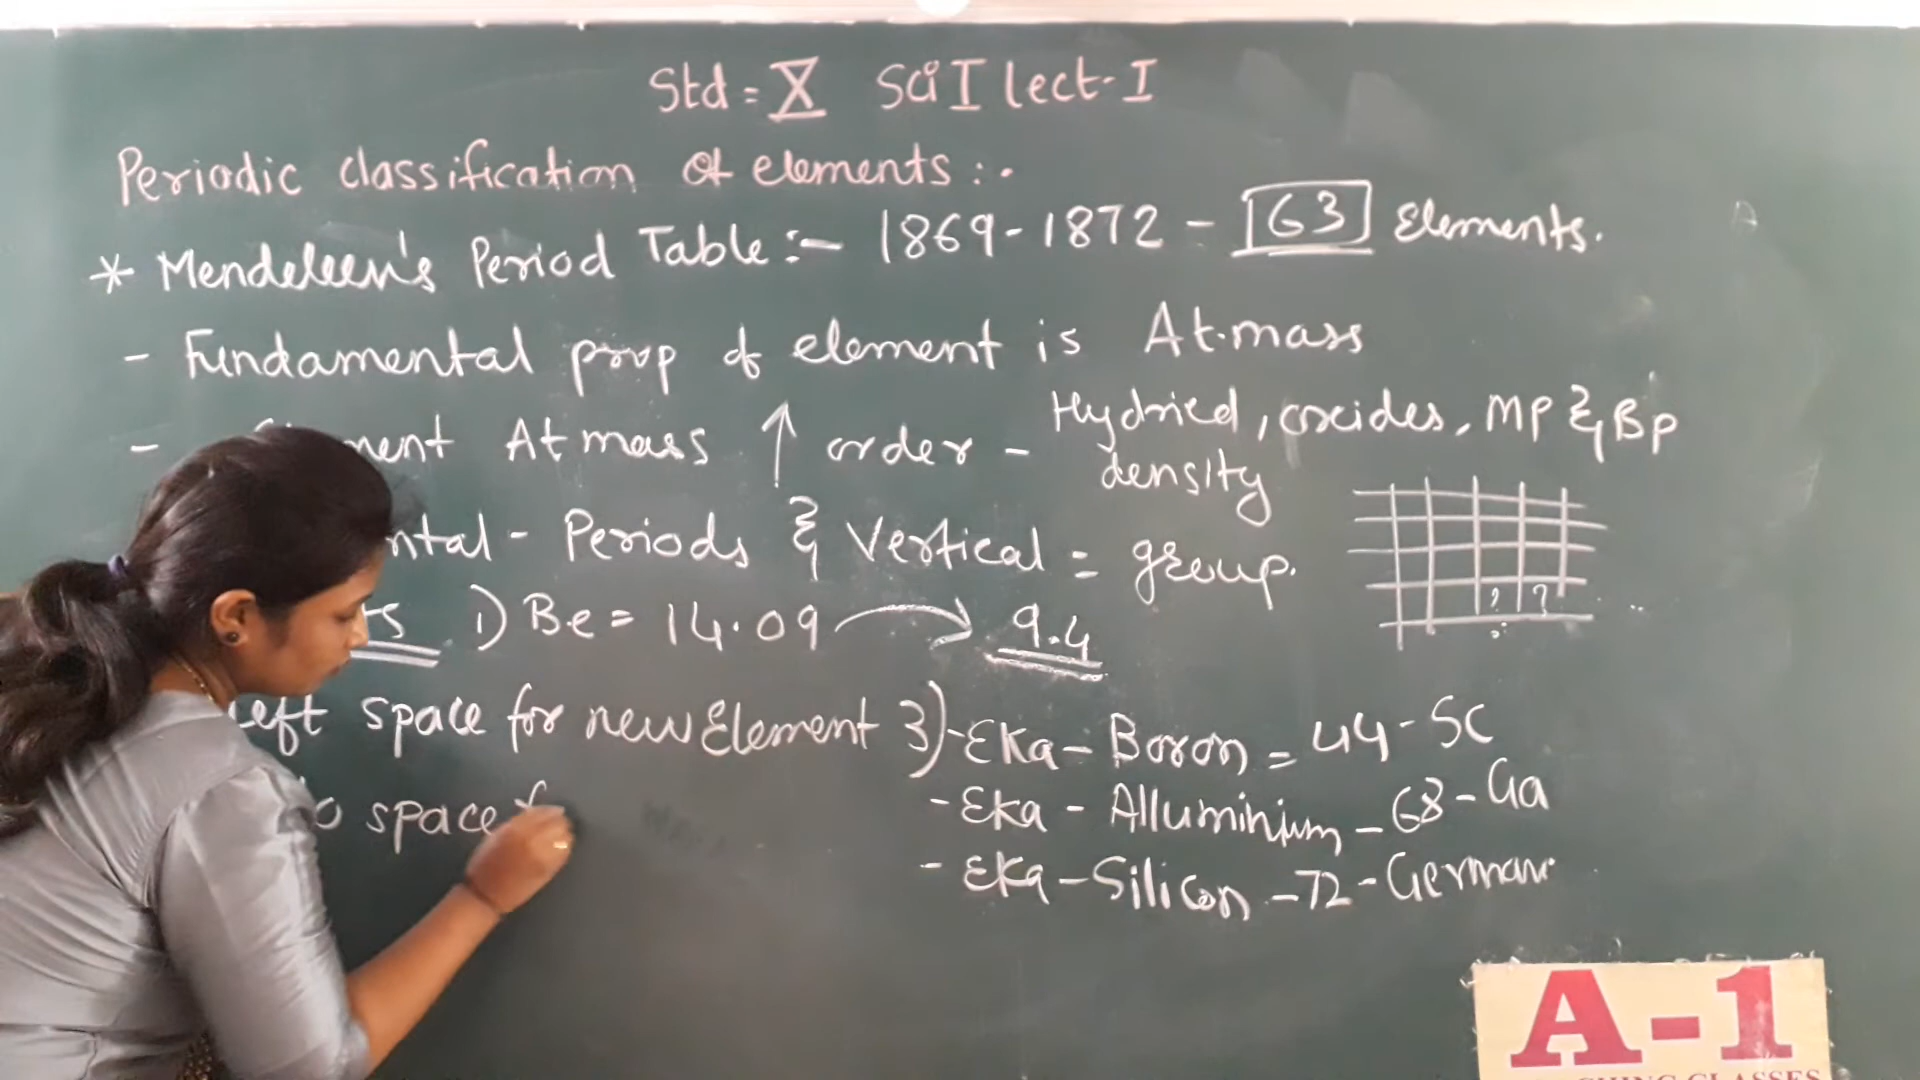 Std = X Sci I lect-I
Periodic classification of elements :-
* Mendeleev's Period Table :- 1869-1872 - 63 Elements.
- Fundamental prop of element is At.mass
- At mass ↑ order - Hydried, oxides, MP & BP
density
Periods & Vertical = group.
? ?
1) Be = 14.09 → 9.4
left space for new Element 3) - Eka - Boron = 44 - Sc
- Eka - Alluminium - 68 - Ga
space
- Eka - Silicon - 72 - German
A-1